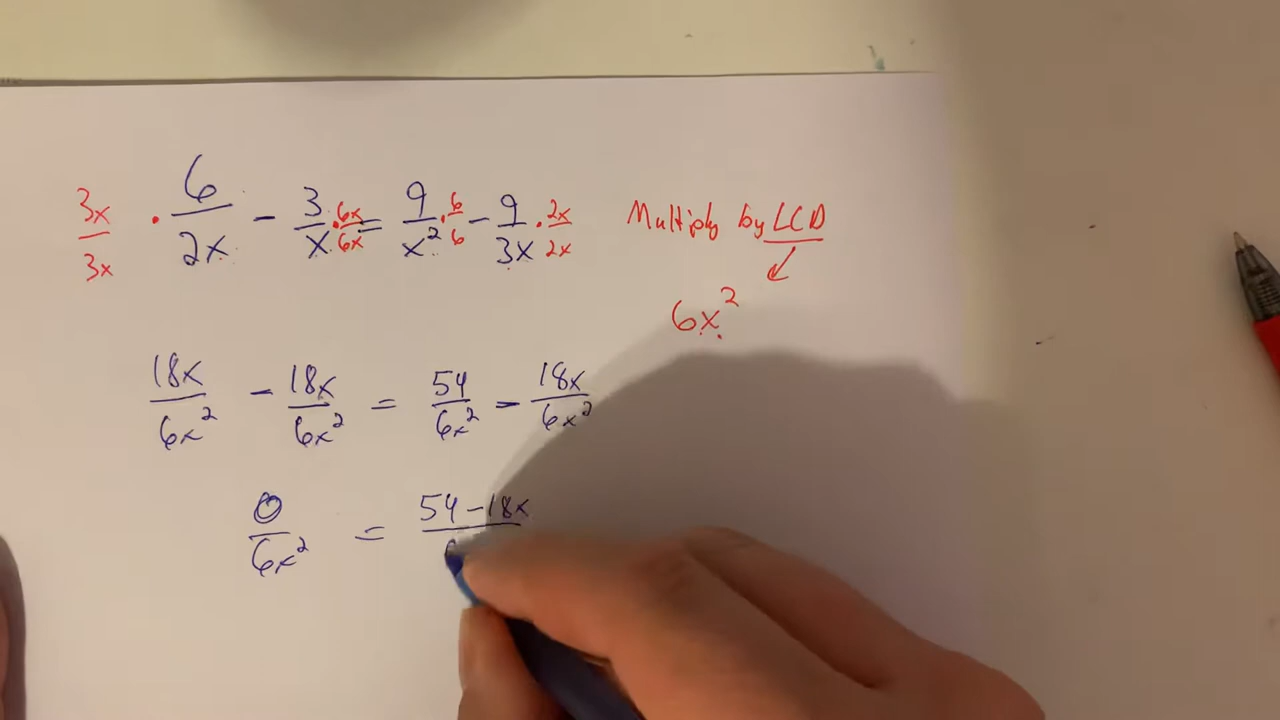 3x/3x · 6/2x - 3/x · 6x/6x = 9/x² · 6/6 - 9/3x · 2x/2x Multiply by LCD
6x²
18x/6x² - 18x/6x² = 54/6x² - 18x/6x²
0/6x² = 54-18x/6